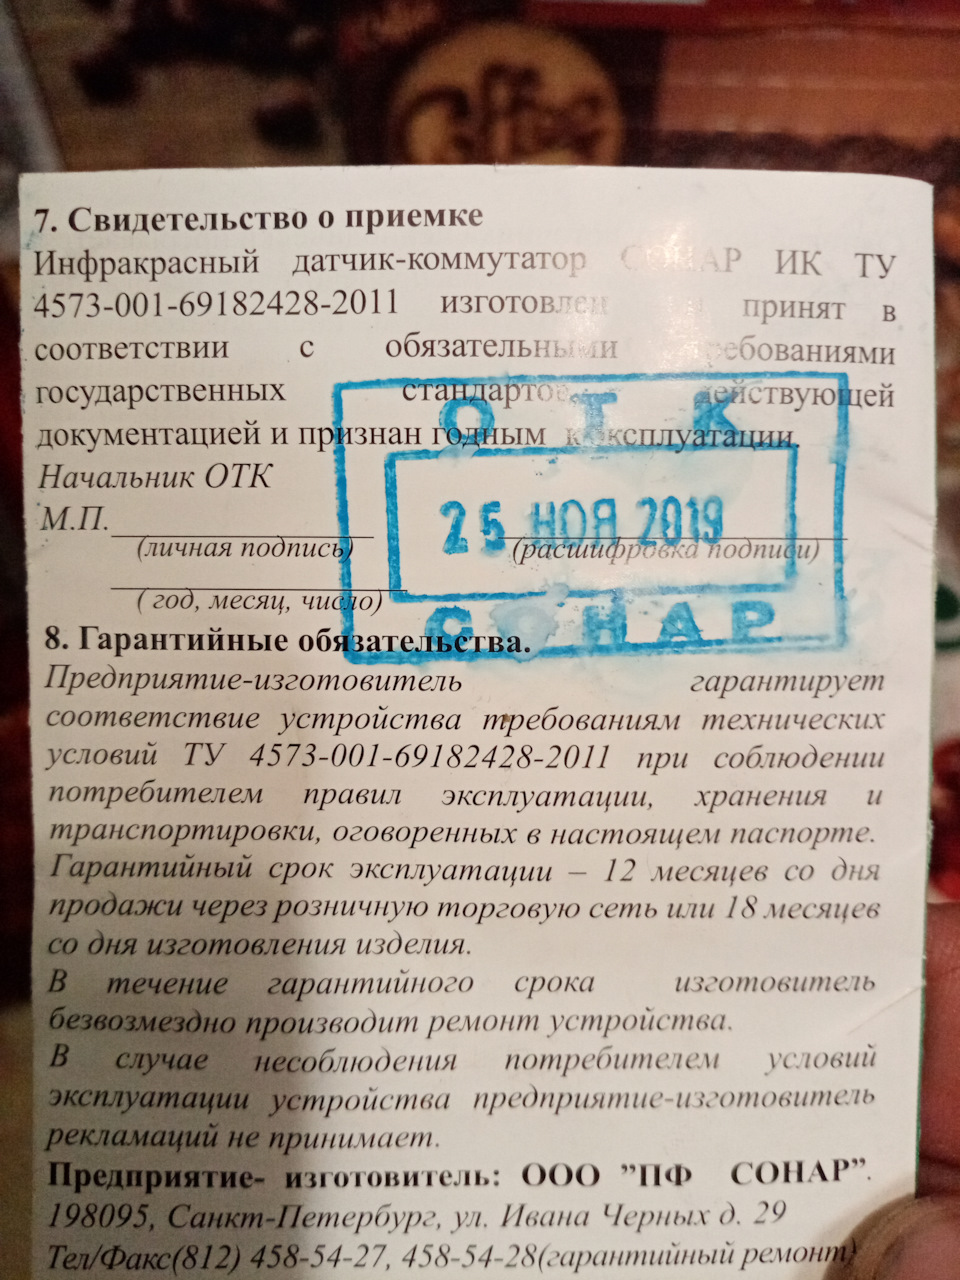 Coffee
7. Свидетельство о приемке
Инфракрасный датчик-коммутатор СОНАР ИК ТУ
4573-001-69182428-2011 изготовлен принят в
соответствии с обязательными требованиями
государственных стандартов, действующей
документацией и признан годным к эксплуатации.
Начальник ОТК
М.П.
(личная подпись) (расшифровка подписи)
(год, месяц, число)
ОТК
25 НОЯ 2019
СОНАР
8. Гарантийные обязательства.
Предприятие-изготовитель гарантирует
соответствие устройства требованиям технических
условий ТУ 4573-001-69182428-2011 при соблюдении
потребителем правил эксплуатации, хранения и
транспортировки, оговоренных в настоящем паспорте.
Гарантийный срок эксплуатации – 12 месяцев со дня
продажи через розничную торговую сеть или 18 месяцев
со дня изготовления изделия.
В течение гарантийного срока изготовитель
безвозмездно производит ремонт устройства.
В случае несоблюдения потребителем условий
эксплуатации устройства предприятие-изготовитель
рекламаций не принимает.
Предприятие- изготовитель: ООО ”ПФ СОНАР”.
198095, Санкт-Петербург, ул. Ивана Черных д. 29
Тел/Факс(812) 458-54-27, 458-54-28(гарантийный ремонт)